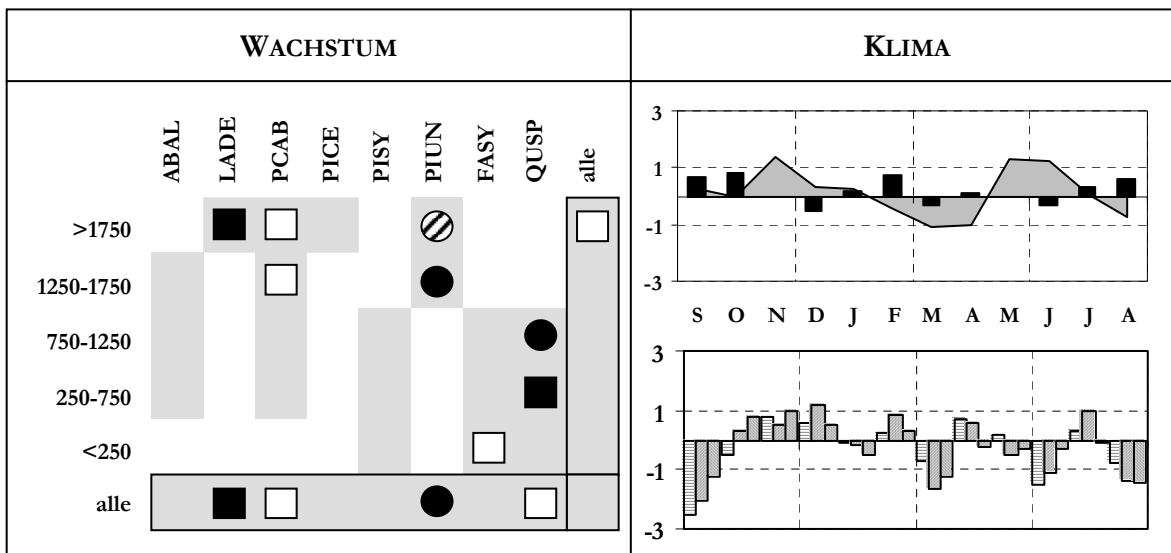 WACHSTUM
KLIMA
ABAL LADE PCAB PICE PISY PIUN FASY QUSP alle
>1750
1250-1750
750-1250
250-750
<250
alle
3
1
-1
-3
S O N D J F M A M J J A
3
1
-1
-3